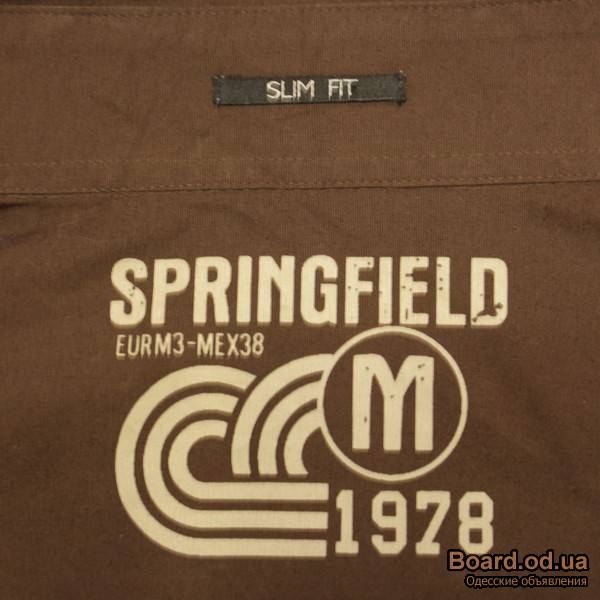 SLIM FIT
SPRINGFIELD
EURM3-MEX38
M
1978
Board.od.ua
Одесские объявления